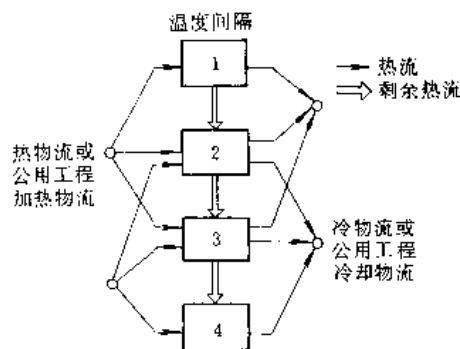 温度间隔
1
热流
剩余热流
2
热物流或
公用工程
加热物流
3
冷物流或
公用工程
冷却物流
4